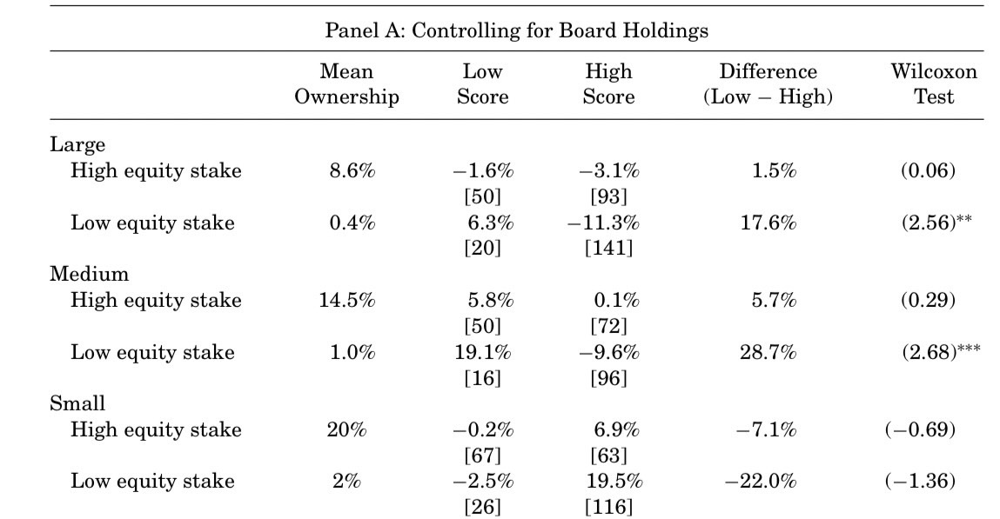 Panel A: Controlling for Board Holdings
Mean Low High Difference Wilcoxon
Ownership Score Score (Low − High) Test
Large
High equity stake 8.6% −1.6% −3.1% 1.5% (0.06)
[50] [93]
Low equity stake 0.4% 6.3% −11.3% 17.6% (2.56)**
[20] [141]
Medium
High equity stake 14.5% 5.8% 0.1% 5.7% (0.29)
[50] [72]
Low equity stake 1.0% 19.1% −9.6% 28.7% (2.68)***
[16] [96]
Small
High equity stake 20% −0.2% 6.9% −7.1% (−0.69)
[67] [63]
Low equity stake 2% −2.5% 19.5% −22.0% (−1.36)
[26] [116]